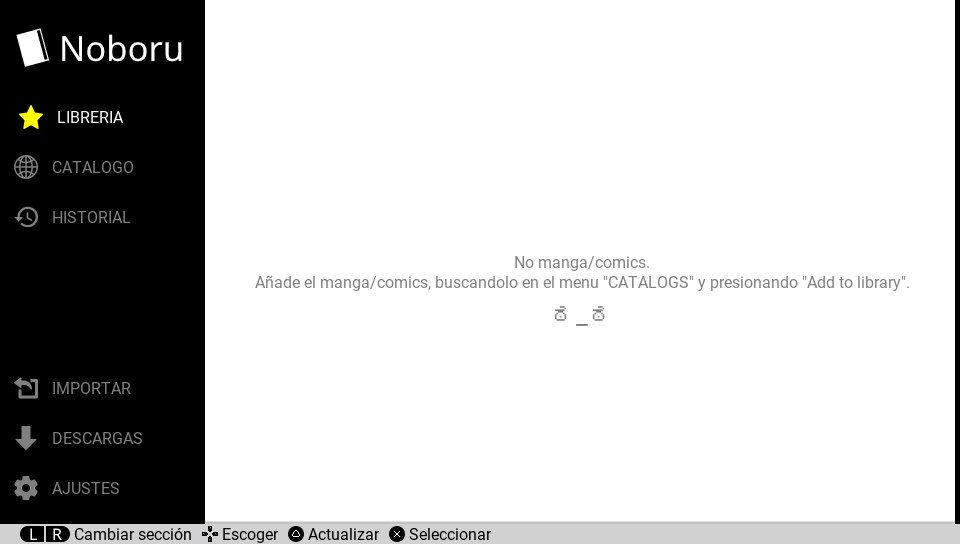 Noboru
LIBRERIA
CATALOGO
HISTORIAL
IMPORTAR
DESCARGAS
AJUSTES
No manga/comics.
Añade el manga/comics, buscandolo en el menu "CATALOGS" y presionando "Add to library".
ಠ_ಠ
L R Cambiar sección Escoger Actualizar Seleccionar